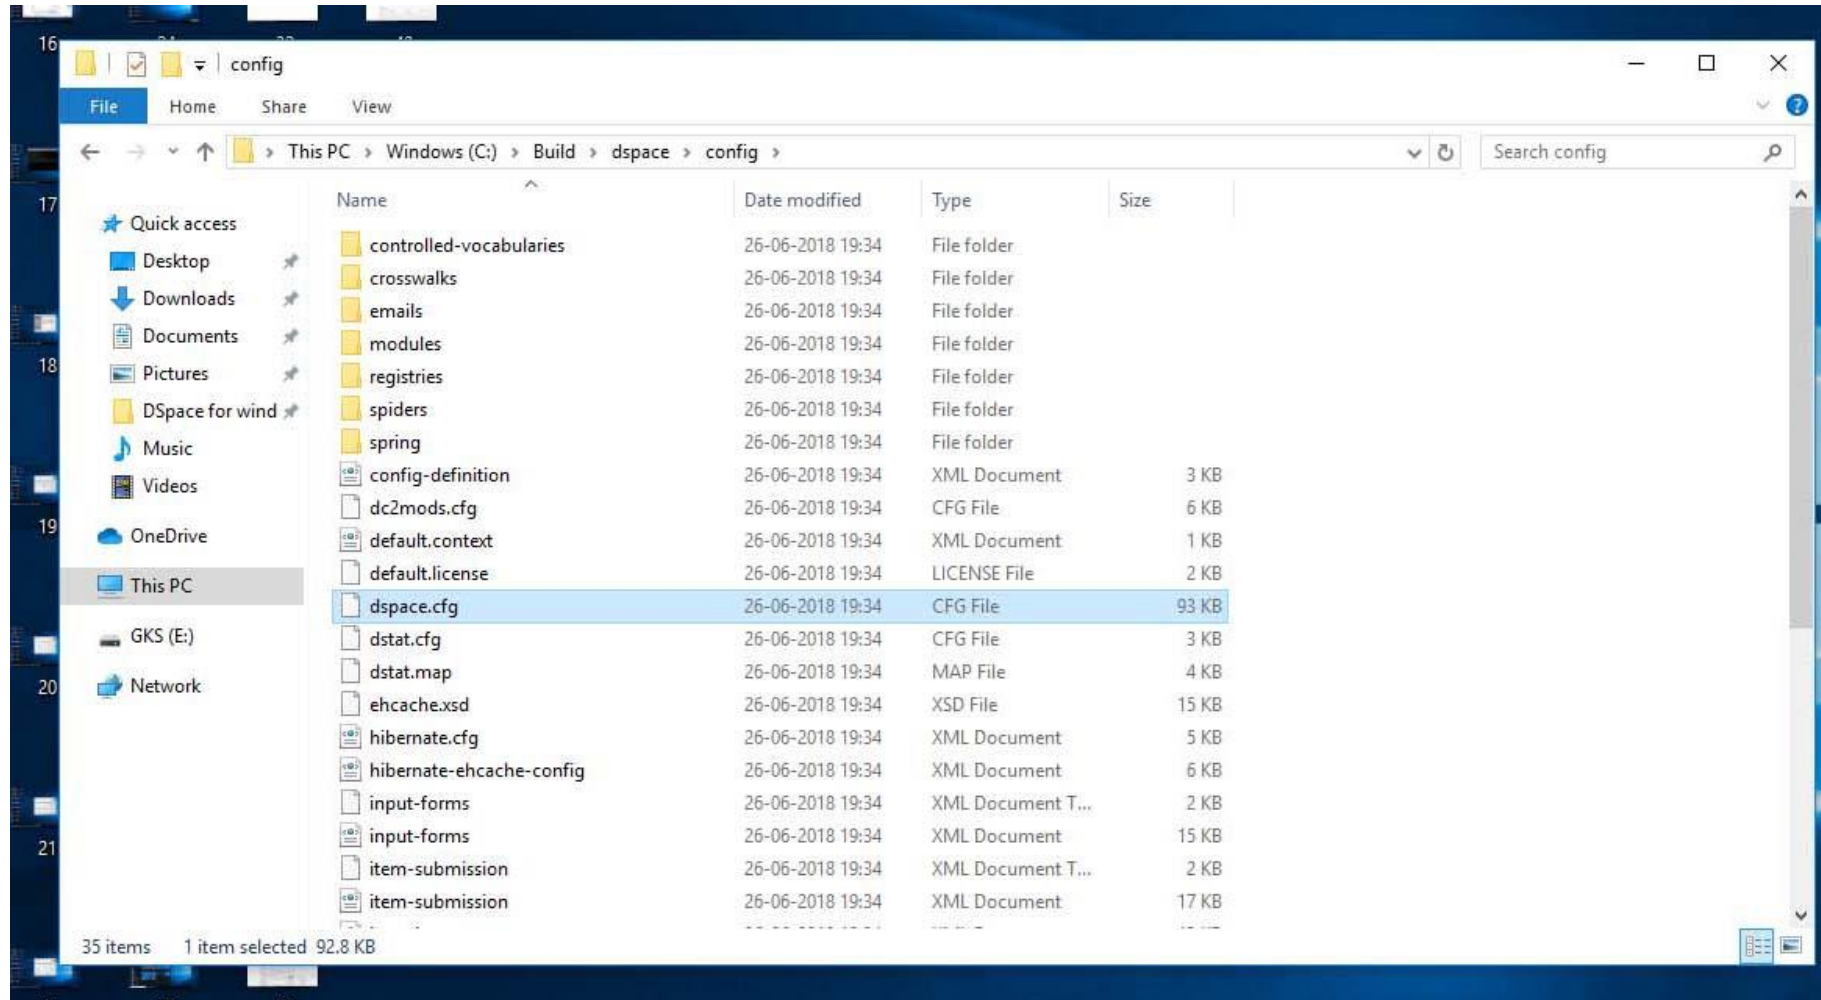 16
config
File Home Share View
This PC > Windows (C:) > Build > dspace > config >
Search config
17
Name Date modified Type Size
Quick access
Desktop
Downloads
Documents
Pictures
DSpace for wind
Music
Videos
OneDrive
This PC
GKS (E:)
Network
controlled-vocabularies 26-06-2018 19:34 File folder
crosswalks 26-06-2018 19:34 File folder
emails 26-06-2018 19:34 File folder
modules 26-06-2018 19:34 File folder
registries 26-06-2018 19:34 File folder
spiders 26-06-2018 19:34 File folder
spring 26-06-2018 19:34 File folder
config-definition 26-06-2018 19:34 XML Document 3 KB
dc2mods.cfg 26-06-2018 19:34 CFG File 6 KB
default.context 26-06-2018 19:34 XML Document 1 KB
default.license 26-06-2018 19:34 LICENSE File 2 KB
dspace.cfg 26-06-2018 19:34 CFG File 93 KB
dstat.cfg 26-06-2018 19:34 CFG File 3 KB
dstat.map 26-06-2018 19:34 MAP File 4 KB
ehcache.xsd 26-06-2018 19:34 XSD File 15 KB
hibernate.cfg 26-06-2018 19:34 XML Document 5 KB
hibernate-ehcache-config 26-06-2018 19:34 XML Document 6 KB
input-forms 26-06-2018 19:34 XML Document T... 2 KB
input-forms 26-06-2018 19:34 XML Document 15 KB
item-submission 26-06-2018 19:34 XML Document T... 2 KB
item-submission 26-06-2018 19:34 XML Document 17 KB
18
19
20
21
35 items 1 item selected 92.8 KB